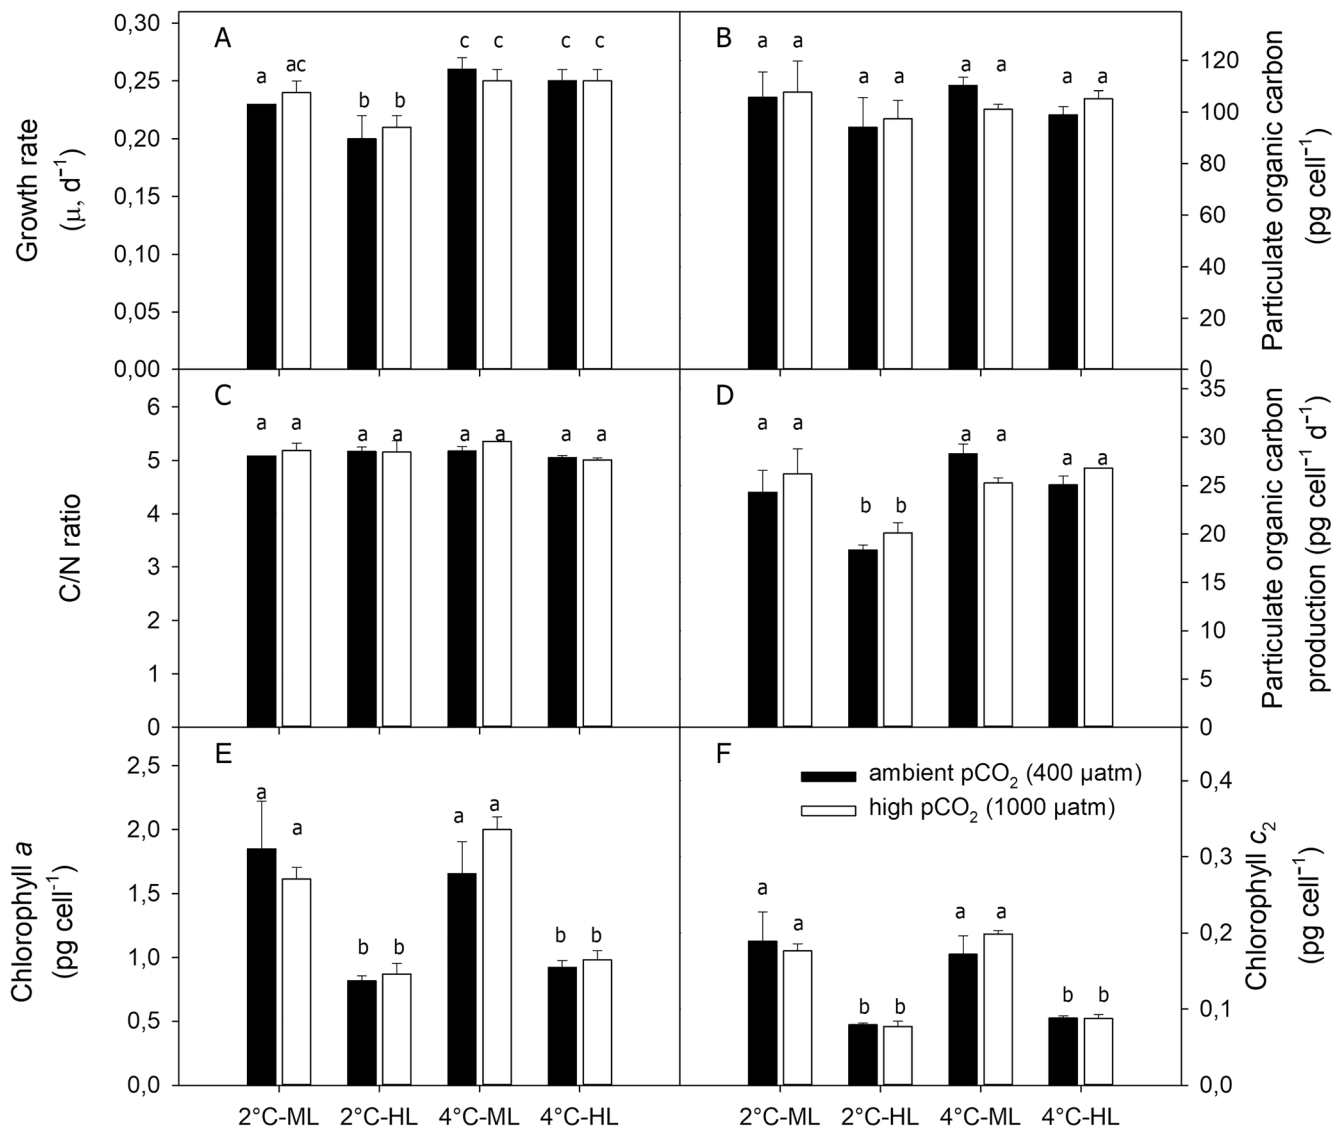 A
0,30
0,25
0,20
0,15
0,10
0,05
0,00
Growth rate
(μ, d⁻¹)
a ac b b c c c c
B
a a a a a a a a
120
100
80
60
40
20
0
Particulate organic carbon
(pg cell⁻¹)
C
6
5
4
3
2
1
0
C/N ratio
a a a a a a a a
D
a a b b a a a a
35
30
25
20
15
10
5
0
Particulate organic carbon
production (pg cell⁻¹ d⁻¹)
E
2,5
2,0
1,5
1,0
0,5
0,0
Chlorophyll a
(pg cell⁻¹)
a a b b a a b b
2°C-ML 2°C-HL 4°C-ML 4°C-HL
F
ambient pCO₂ (400 µatm)
high pCO₂ (1000 µatm)
a a b b a a b b
0,4
0,3
0,2
0,1
0,0
Chlorophyll c₂
(pg cell⁻¹)
2°C-ML 2°C-HL 4°C-ML 4°C-HL